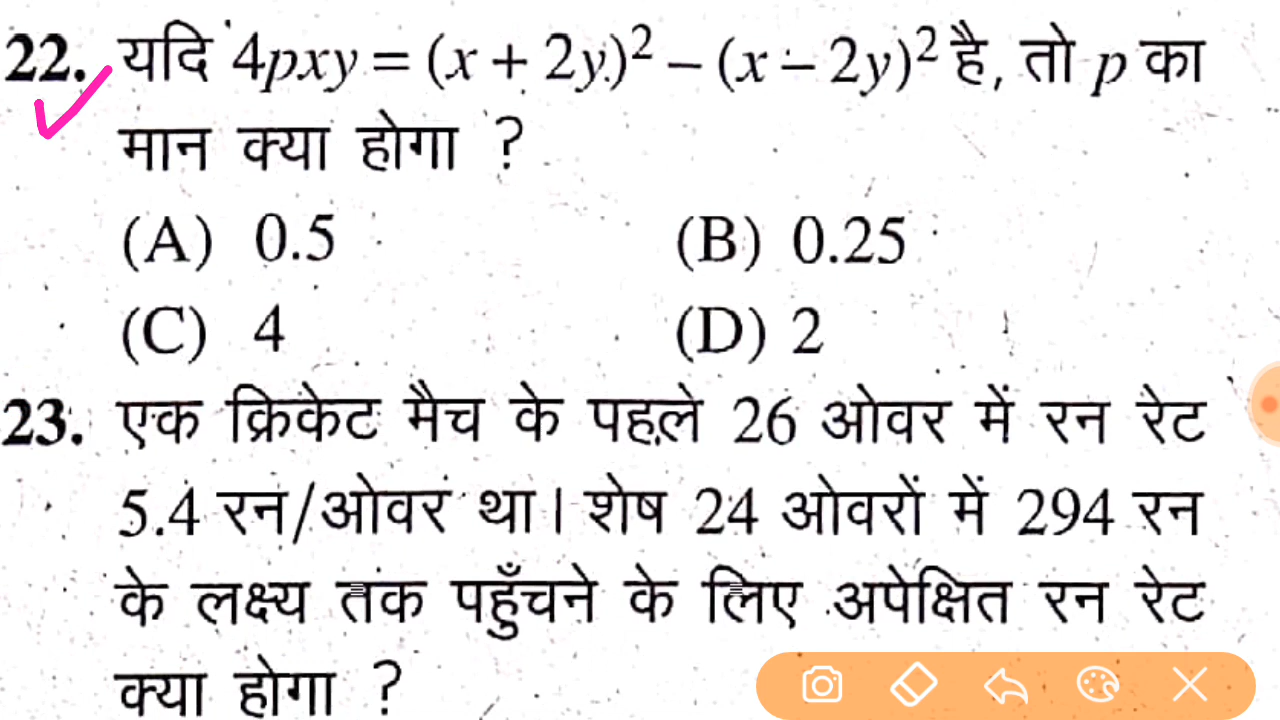 22. यदि 4pxy = (x + 2y)² – (x – 2y)² है, तो p का
मान क्या होगा ?
(A) 0.5 (B) 0.25
(C) 4 (D) 2
23. एक क्रिकेट मैच के पहले 26 ओवर में रन रेट
5.4 रन/ओवर था। शेष 24 ओवरों में 294 रन
के लक्ष्य तक पहुँचने के लिए अपेक्षित रन रेट
क्या होगा ?